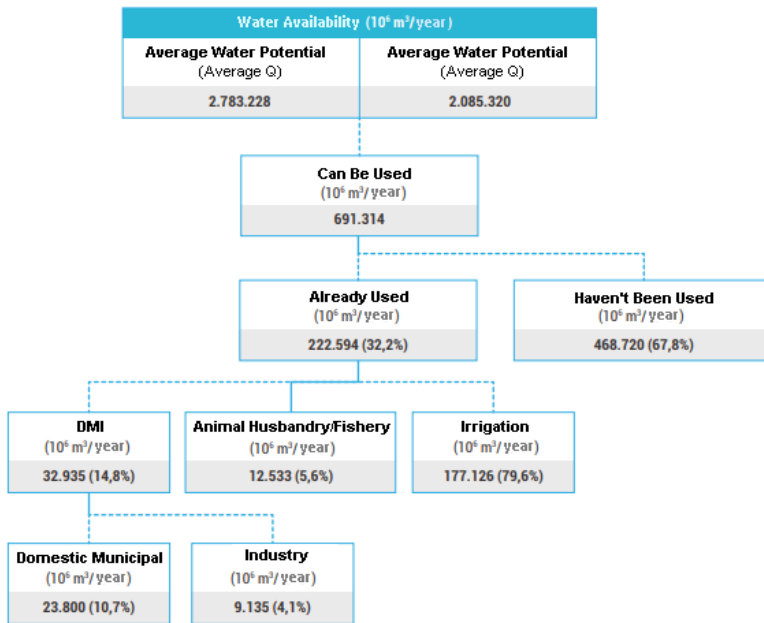 Water Availability (10⁶ m³/year)
Average Water Potential
(Average Q)
2.783.228
Average Water Potential
(Average Q)
2.085.320
Can Be Used
(10⁶ m³/year)
691.314
Already Used
(10⁶ m³/year)
222.594 (32,2%)
Haven't Been Used
(10⁶ m³/year)
468.720 (67,8%)
DMI
(10⁶ m³/year)
32.935 (14,8%)
Animal Husbandry/Fishery
(10⁶ m³/year)
12.533 (5,6%)
Irrigation
(10⁶ m³/year)
177.126 (79,6%)
Domestic Municipal
(10⁶ m³/year)
23.800 (10,7%)
Industry
(10⁶ m³/year)
9.135 (4,1%)